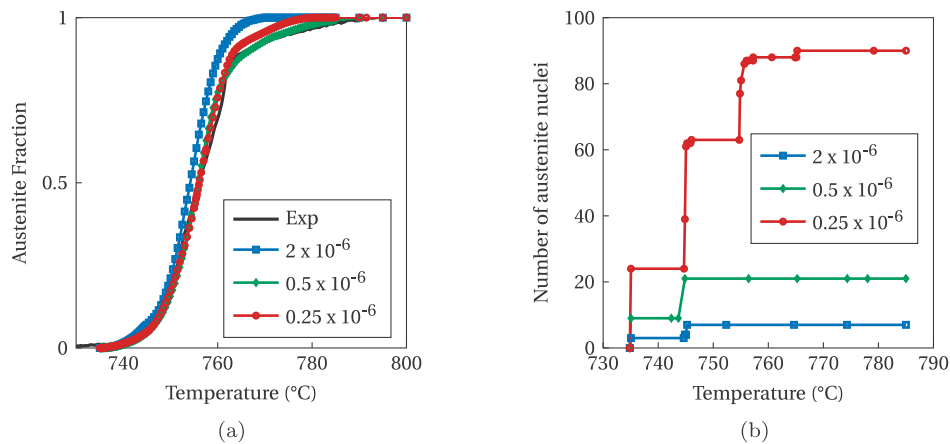 1
0.5
0
740
760
780
800
Austenite Fraction
Temperature (°C)
Exp
2 x 10-6
0.5 x 10-6
0.25 x 10-6
(a)
100
80
60
40
20
0
730
740
750
760
770
780
790
Number of austenite nuclei
Temperature (°C)
2 x 10-6
0.5 x 10-6
0.25 x 10-6
(b)